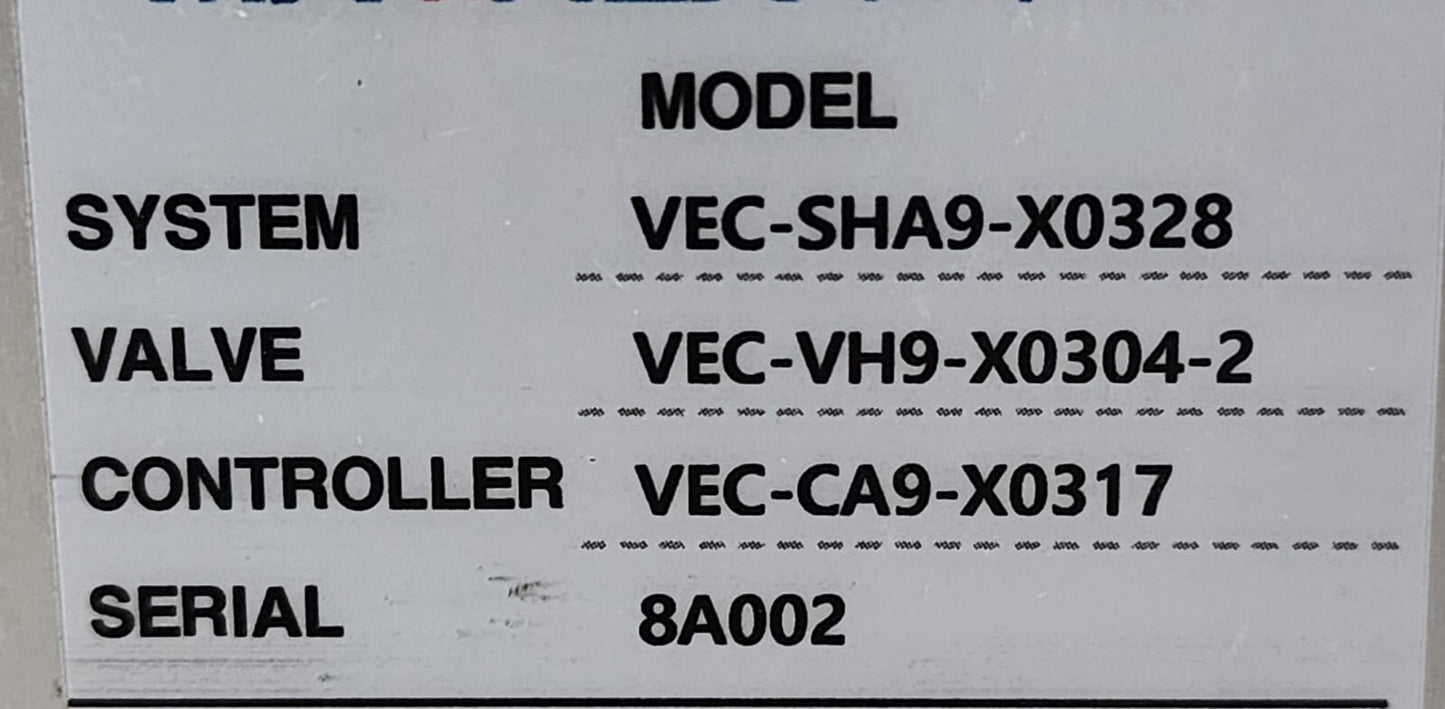 MODEL
SYSTEM VEC-SHA9-X0328
VALVE VEC-VH9-X0304-2
CONTROLLER VEC-CA9-X0317
SERIAL 8A002